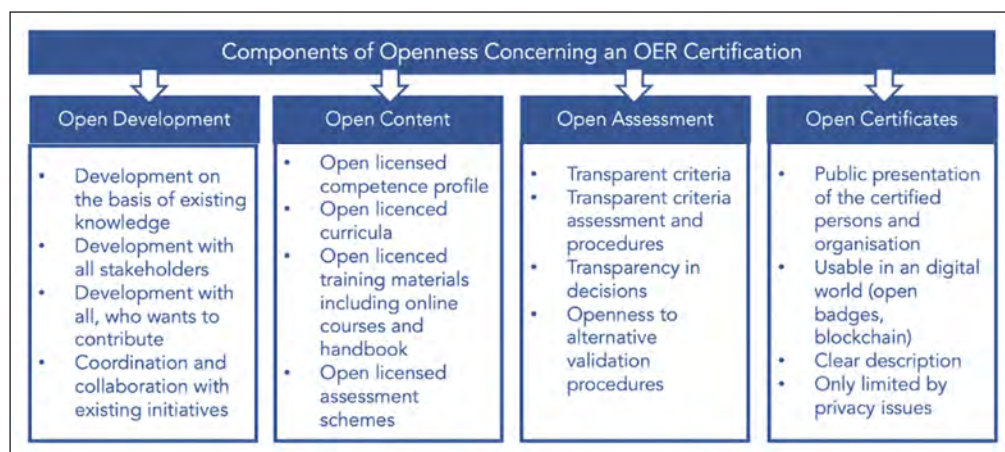 Components of Openness Concerning an OER Certification
Open Development
• Development on
the basis of existing
knowledge
• Development with
all stakeholders
• Development with
all, who wants to
contribute
• Coordination and
collaboration with
existing initiatives
Open Content
• Open licensed
competence profile
• Open licenced
curricula
• Open licenced
training materials
including online
courses and
handbook
• Open licensed
assessment
schemes
Open Assessment
• Transparent criteria
• Transparent criteria
assessment and
procedures
• Transparency in
decisions
• Openness to
alternative
validation
procedures
Open Certificates
• Public presentation
of the certified
persons and
organisation
• Usable in an digital
world (open
badges,
blockchain)
• Clear description
• Only limited by
privacy issues